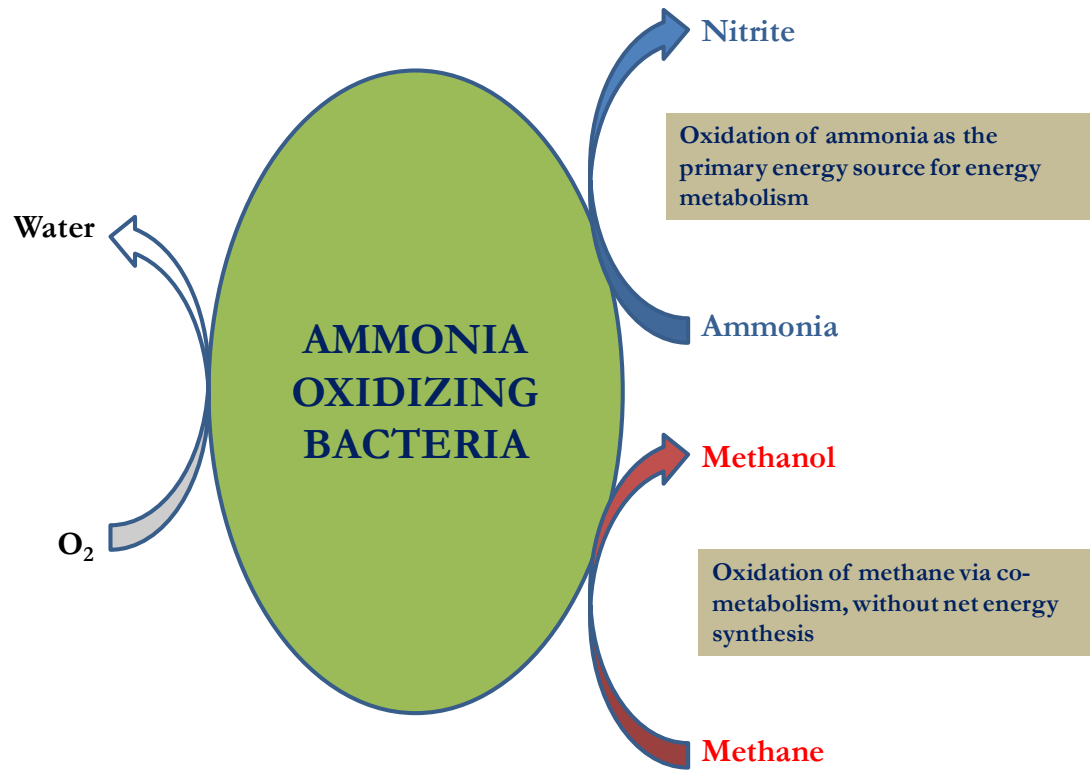 Nitrite
Oxidation of ammonia as the
primary energy source for energy
metabolism
Water
Ammonia
AMMONIA
OXIDIZING
BACTERIA
Methanol
O₂
Oxidation of methane via co-
metabolism, without net energy
synthesis
Methane